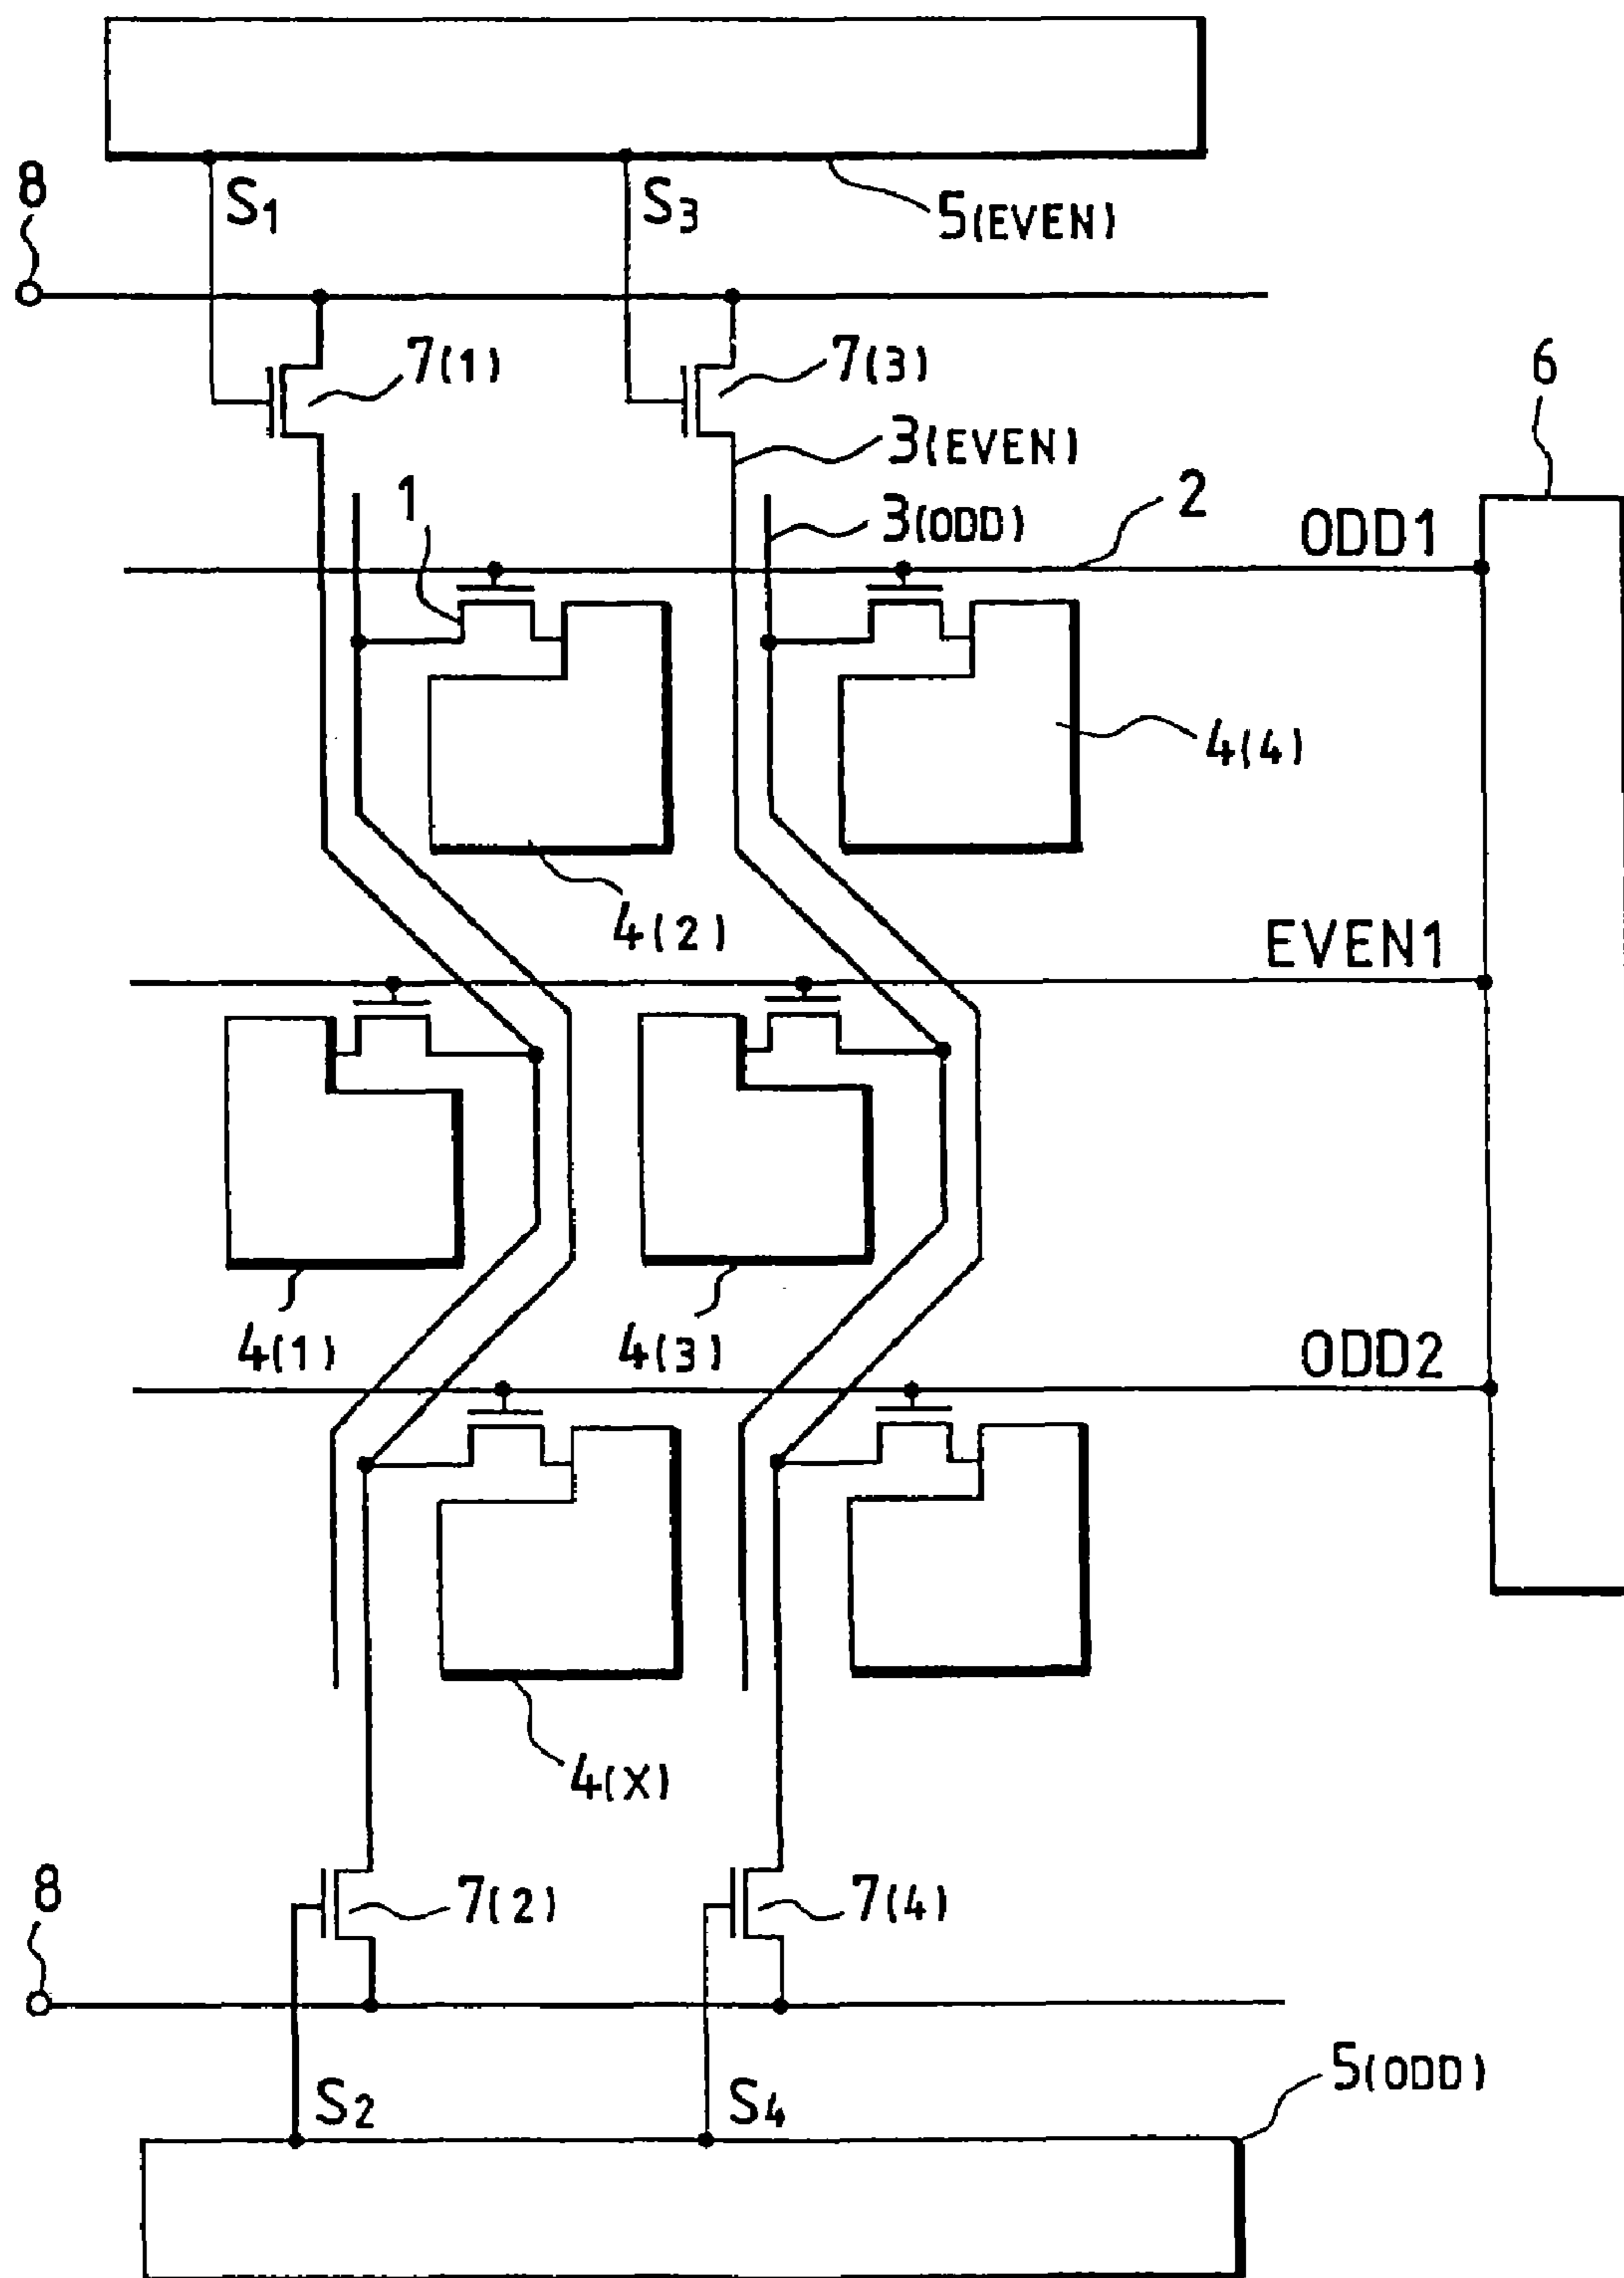 8
S1
S3
5(EVEN)
7(1)
7(3)
6
3(EVEN)
1
3(ODD)
2
ODD1
4(4)
4(2)
EVEN1
4(1)
4(3)
ODD2
4(X)
8
7(2)
7(4)
S2
S4
5(ODD)